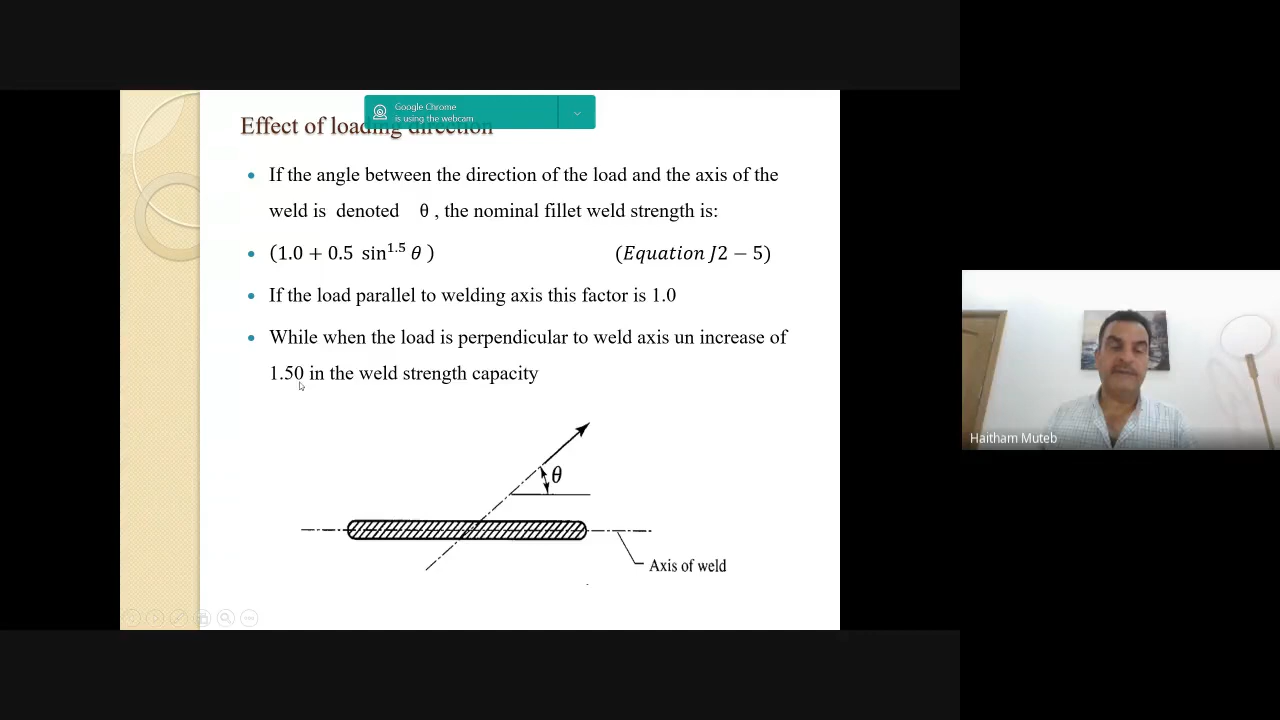 Google Chrome
is using the webcam
Effect of loading direction
• If the angle between the direction of the load and the axis of the
weld is denoted θ , the nominal fillet weld strength is:
• (1.0 + 0.5 sin^1.5 θ ) (Equation J2 − 5)
• If the load parallel to welding axis this factor is 1.0
• While when the load is perpendicular to weld axis un increase of
1.50 in the weld strength capacity
θ
Axis of weld
Haitham Muteb